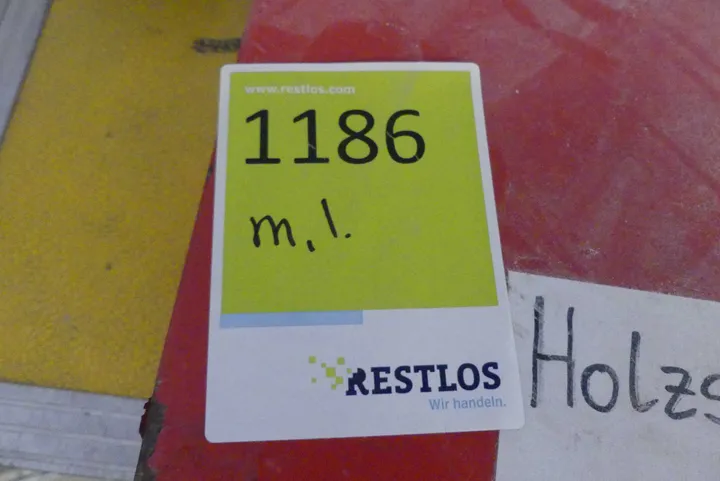 www.restlos.com
1186
m, l.
RESTLOS
Wir handeln.
Holzs